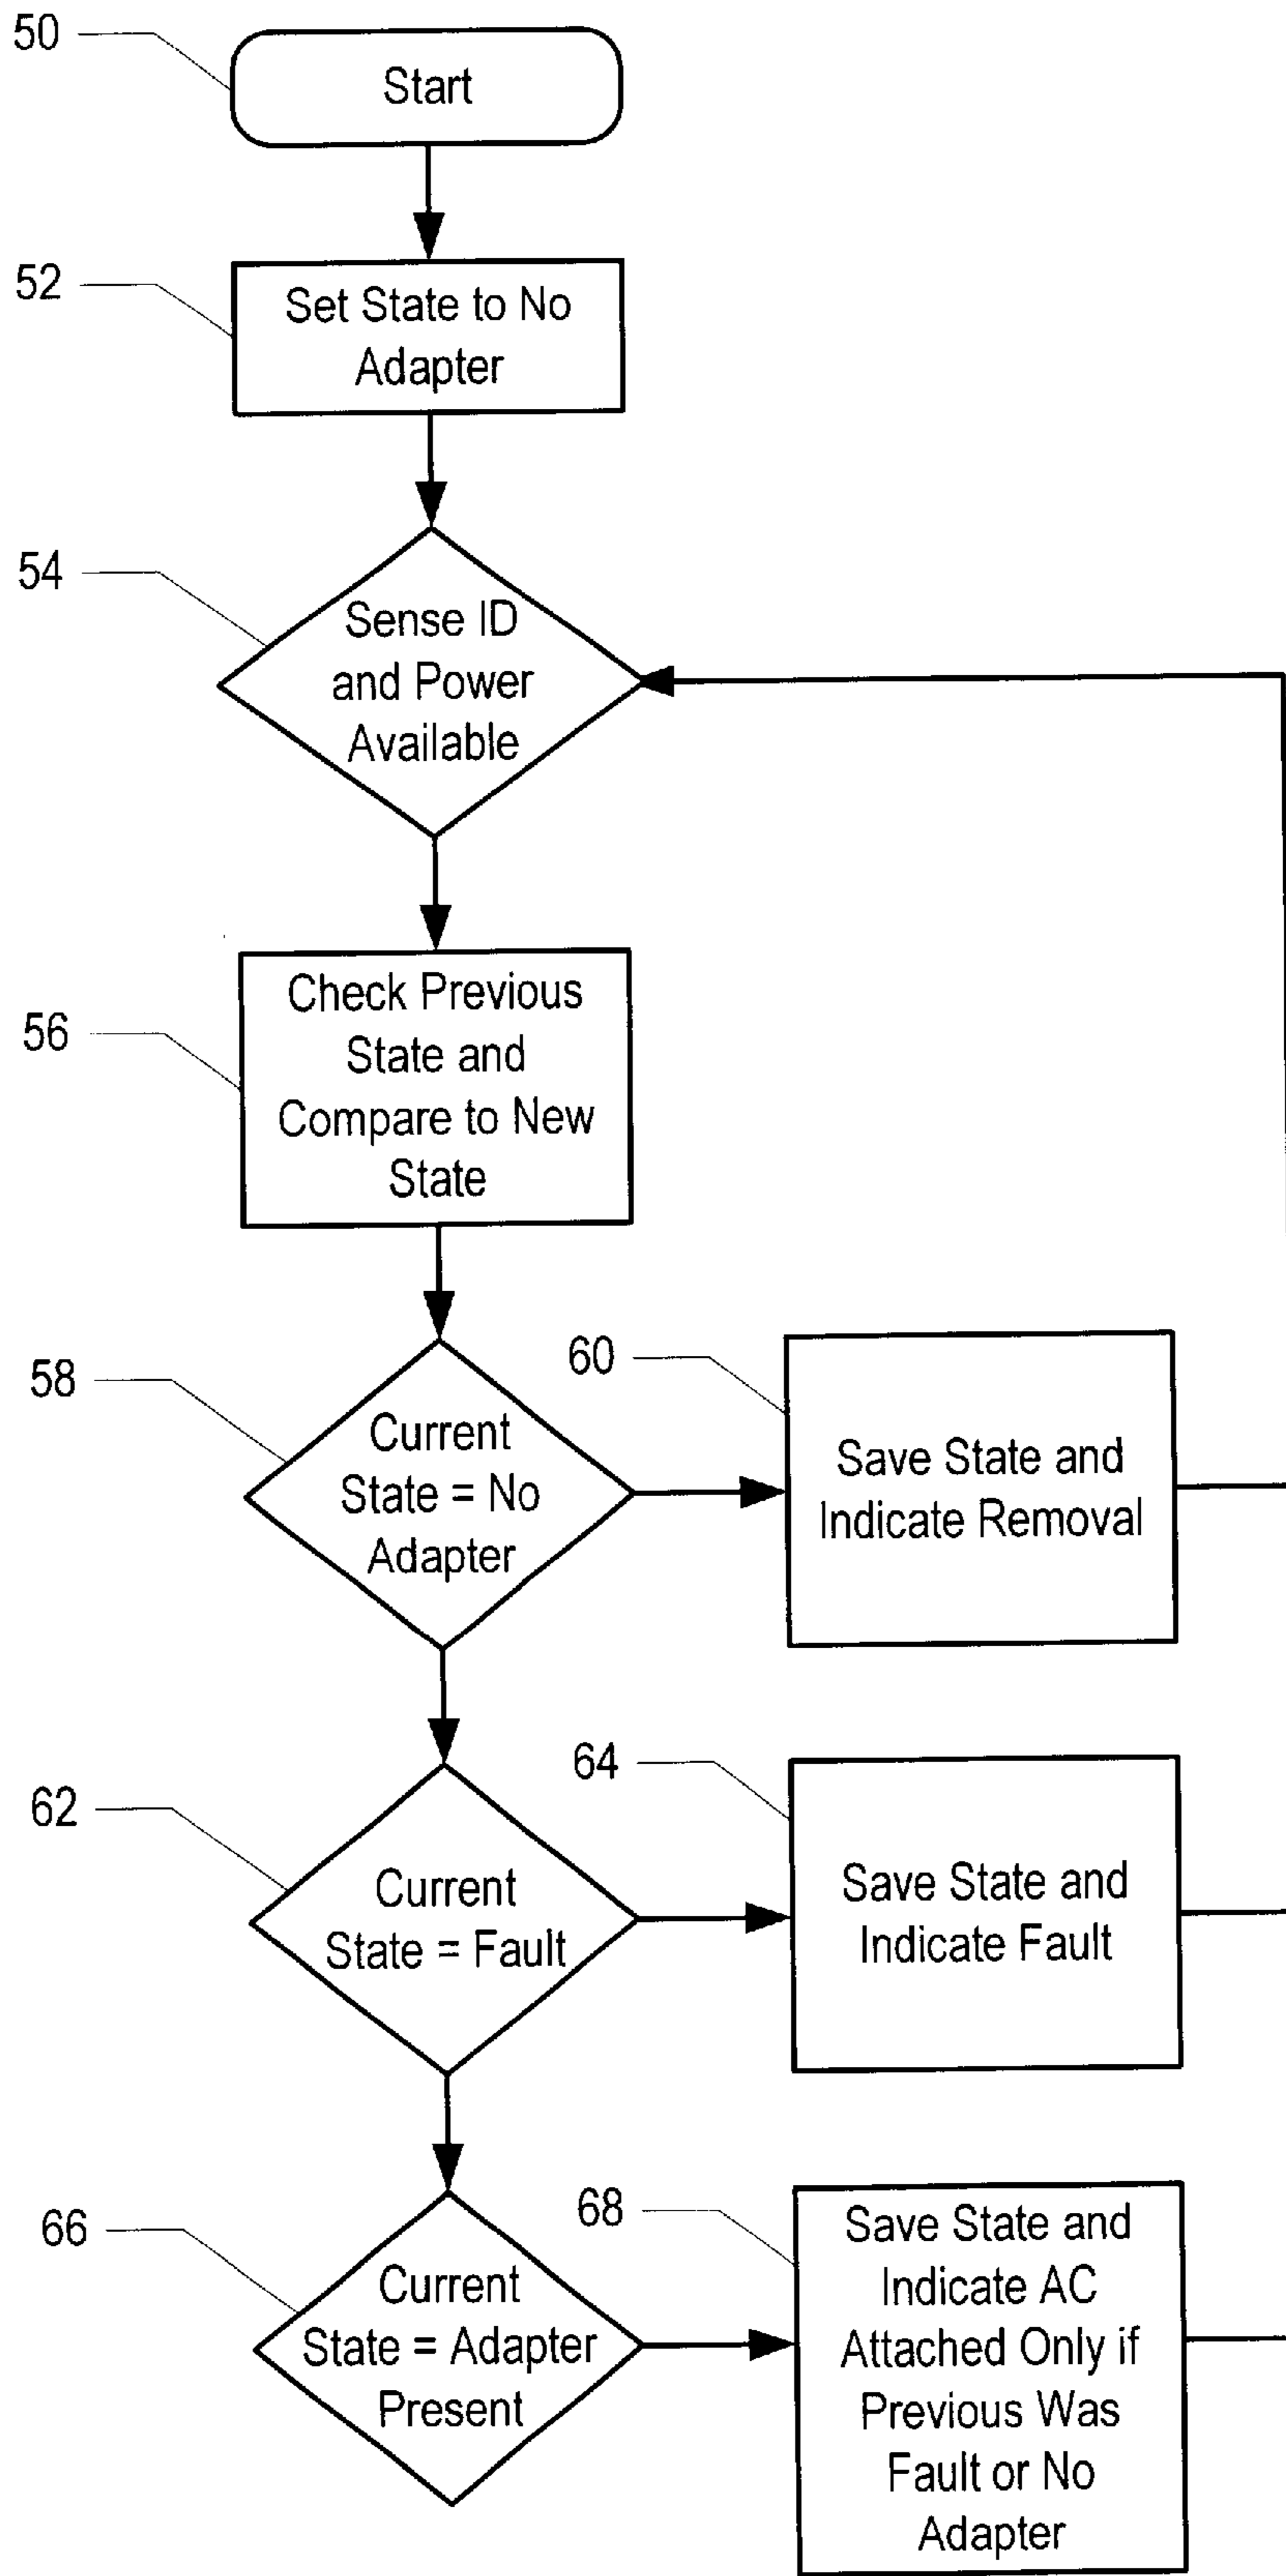 50
Start
52
Set State to No
Adapter
54
Sense ID
and Power
Available
56
Check Previous
State and
Compare to New
State
58
Current
State = No
Adapter
60
Save State and
Indicate Removal
62
Current
State = Fault
64
Save State and
Indicate Fault
66
Current
State = Adapter
Present
68
Save State and
Indicate AC
Attached Only if
Previous Was
Fault or No
Adapter